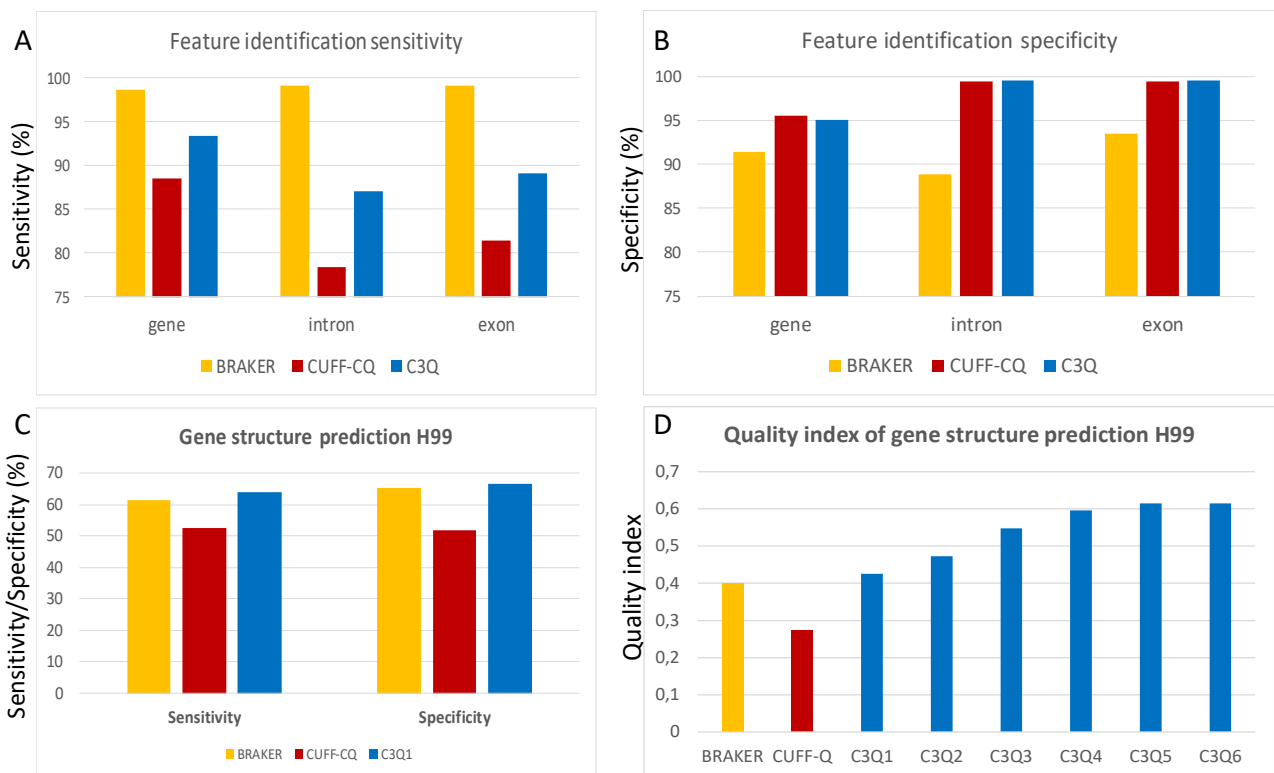 A
Feature identification sensitivity
Sensitivity (%)
100
95
90
85
80
75
gene intron exon
BRAKER CUFF-CQ C3Q
B
Feature identification specificity
Specificity (%)
100
95
90
85
80
75
gene intron exon
BRAKER CUFF-CQ C3Q
C
Gene structure prediction H99
Sensitivity/Specificity (%)
70
60
50
40
30
20
10
0
Sensitivity Specificity
BRAKER CUFF-CQ C3Q1
D
Quality index of gene structure prediction H99
Quality index
0,7
0,6
0,5
0,4
0,3
0,2
0,1
0
BRAKER CUFF-Q C3Q1 C3Q2 C3Q3 C3Q4 C3Q5 C3Q6